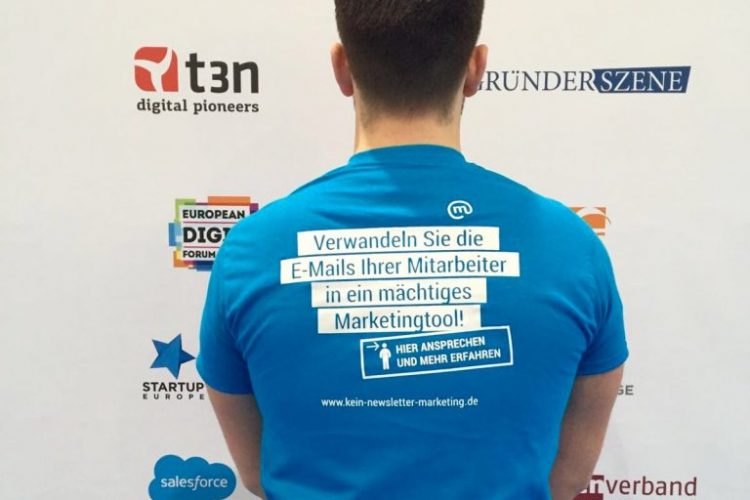 t3n
digital pioneers
GRÜNDERSZENE
EUROPEAN
FORUM
m
Verwandeln Sie die
E-Mails Ihrer Mitarbeiter
in ein mächtiges
Marketingtool!
HIER ANSPRECHEN
UND MEHR ERFAHREN
STARTUP
EUROPE
www.kein-newsletter-marketing.de
salesforce
verband